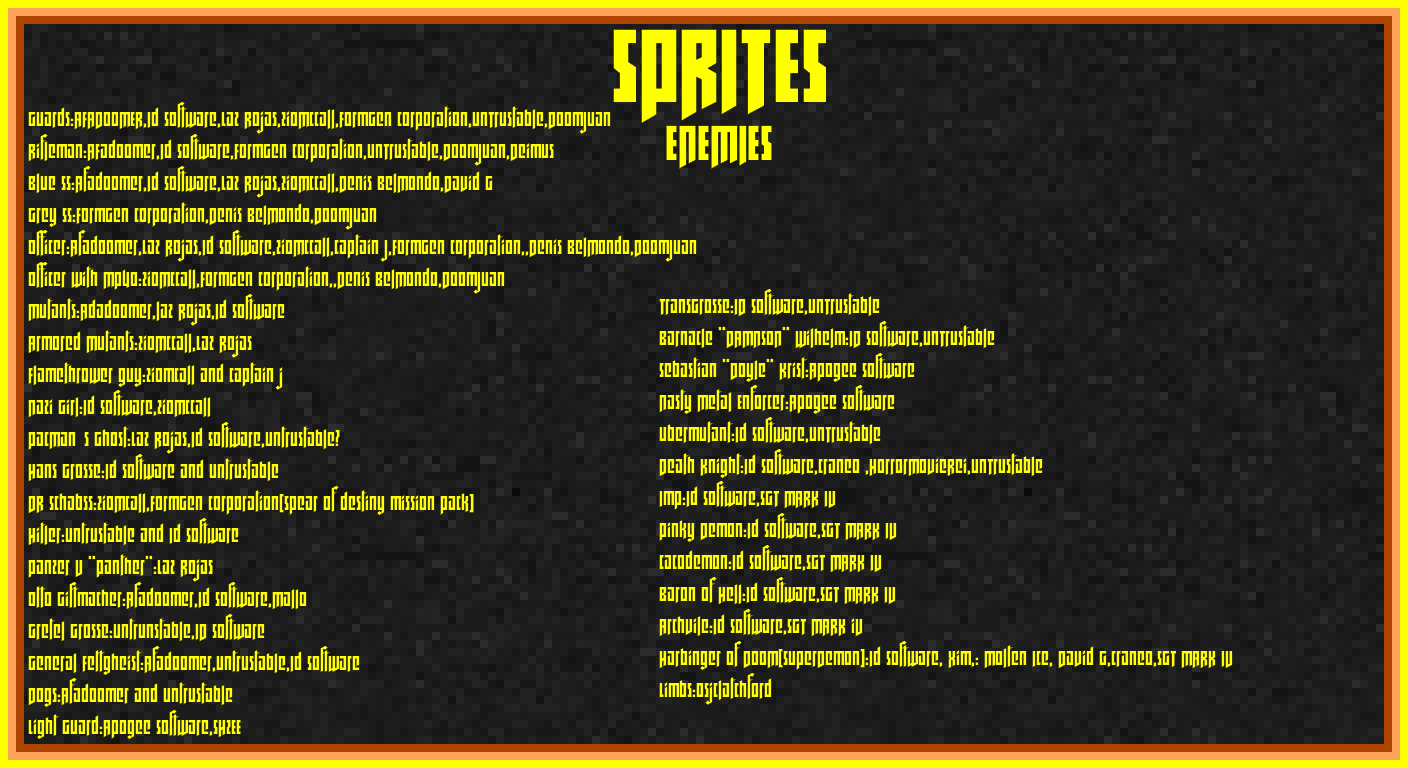 SPRITES
ENEMIES
Guards:AFADOOMER,Id software,Laz Rojas,Ziomccall,FormGen Corporation,Untrustable,Doomjuan
Rifleman:Afadoomer,Id software,FormGen Corporation,Untrustable,Doomjuan,Deimus
Blue SS:Afadoomer,Id software,Laz Rojas,Ziomccall,Denis Belmondo,David G
Grey SS:FormGen Corporation,Denis Belmondo,Doomjuan
Officer:Afadoomer,Laz Rojas,Id software,Ziomccall,Captain J,FormGen Corporation,,Denis Belmondo,Doomjuan
Officer with MP40:Ziomccall,FormGen Corporation,,Denis Belmondo,Doomjuan
Mutants:Adadoomer,laz Rojas,Id software
Armored mutants:Ziomccall,Laz Rojas
Flamethrower guy:Ziomcall and Captain j
Nazi Girl:Id software,Ziomccall
Pacman s Ghost:Laz Rojas,Id software,untrustable?
Hans Grosse:Id software and untrustable
DR Schabss:Ziomcall,FormGen Corporation[spear of destiny mission pack]
Hitler:untrustable and Id software
Panzer V "panther":Laz Rojas
Otto Giftmacher:Afadoomer,Id software,Mallo
Gretel Grosse:untrunstable,ID software
General Fettgheist:Afadoomer,untrustable,Id software
Dogs:Afadoomer and untrustable
Light Guard:Apogee software,SHZEE
TransGrosse:ID software,Untrustable
Barnacle "DAMNSON" Wilhelm:ID software,Untrustable
Sebastian "Doyle" Krist:Apogee software
Nasty Metal Enforcer:Apogee software
Ubermutant:Id software,Untrustable
Death Knight:Id software,Craneo ,HorrorMovieRei,Untrustable
Imp:Id software,SGT MARK IV
Pinky Demon:Id software,SGT MARK IV
Cacodemon:Id software,SGT MARK IV
Baron of Hell:Id software,SGT MARK IV
Archvile:Id software,SGT MARK iV
Harbinger of Doom[superdemon]:Id software, Xim,: Molten Ice, David G,Craneo,SGT MARK IV
Limbs:osjclatchford